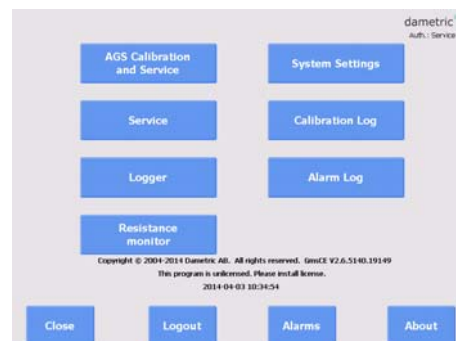 dametric
Auth.: Service
AGS Calibration
and Service
System Settings
Service
Calibration Log
Logger
Alarm Log
Resistance
monitor
Copyright © 2004-2014 Dametric AB. All rights reserved. GmsCE V2.6.5140.19149
This program is unlicensed. Please install license.
2014-04-03 10:34:54
Close
Logout
Alarms
About